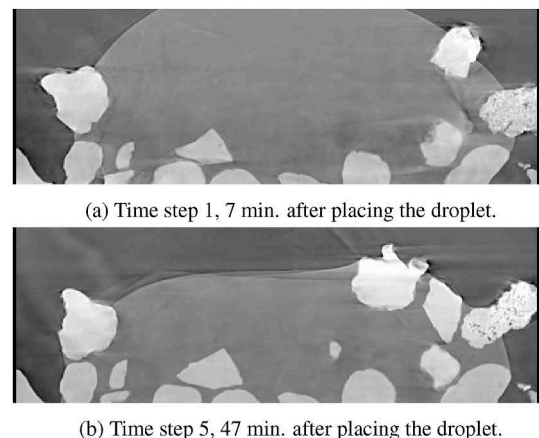 (a) Time step 1, 7 min. after placing the droplet.
(b) Time step 5, 47 min. after placing the droplet.